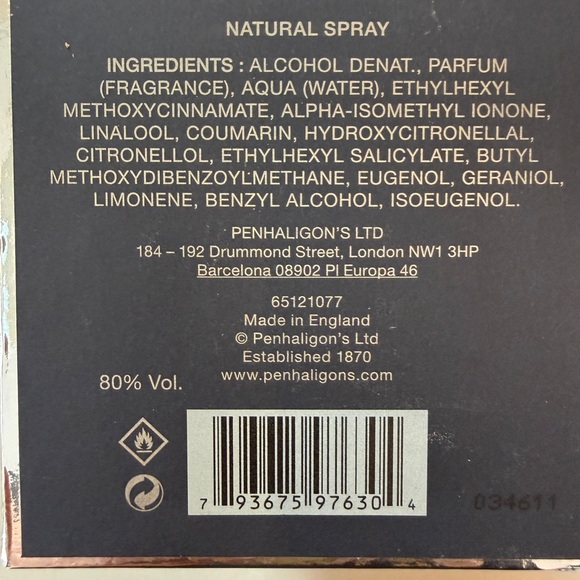 NATURAL SPRAY
INGREDIENTS : ALCOHOL DENAT., PARFUM
(FRAGRANCE), AQUA (WATER), ETHYLHEXYL
METHOXYCINNAMATE, ALPHA-ISOMETHYL IONONE,
LINALOOL, COUMARIN, HYDROXYCITRONELLAL,
CITRONELLOL, ETHYLHEXYL SALICYLATE, BUTYL
METHOXYDIBENZOYLMETHANE, EUGENOL, GERANIOL,
LIMONENE, BENZYL ALCOHOL, ISOEUGENOL.
PENHALIGON'S LTD
184 – 192 Drummond Street, London NW1 3HP
Barcelona 08902 Pl Europa 46
65121077
Made in England
© Penhaligon's Ltd
Established 1870
www.penhaligons.com
80% Vol.
7 93675 97630 4
034611